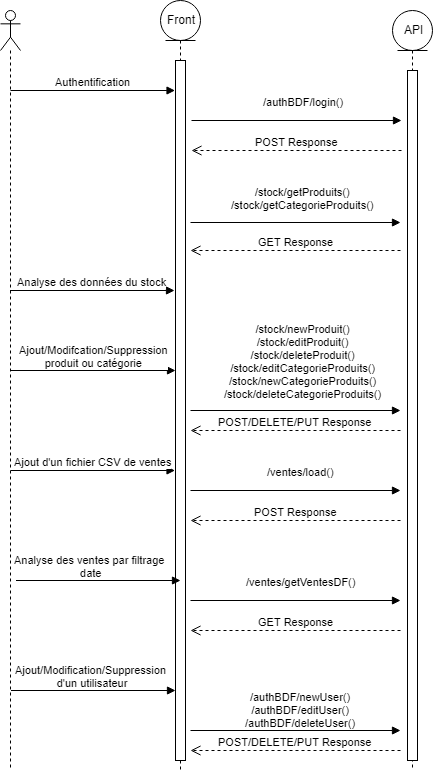 Front
API
Authentification
/authBDF/login()
POST Response
/stock/getProduits()
/stock/getCategorieProduits()
GET Response
Analyse des données du stock
/stock/newProduit()
/stock/editProduit()
/stock/deleteProduit()
/stock/editCategorieProduits()
/stock/newCategorieProduits()
/stock/deleteCategorieProduits()
Ajout/Modifcation/Suppression
produit ou catégorie
POST/DELETE/PUT Response
Ajout d'un fichier CSV de ventes
/ventes/load()
POST Response
Analyse des ventes par filtrage
date
/ventes/getVentesDF()
GET Response
Ajout/Modification/Suppression
d'un utilisateur
/authBDF/newUser()
/authBDF/editUser()
/authBDF/deleteUser()
POST/DELETE/PUT Response